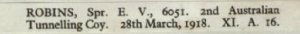 ROBINS, Spr. E. V., 6051. 2nd Australian
Tunnelling Coy. 28th March, 1918. XI. A. 16.